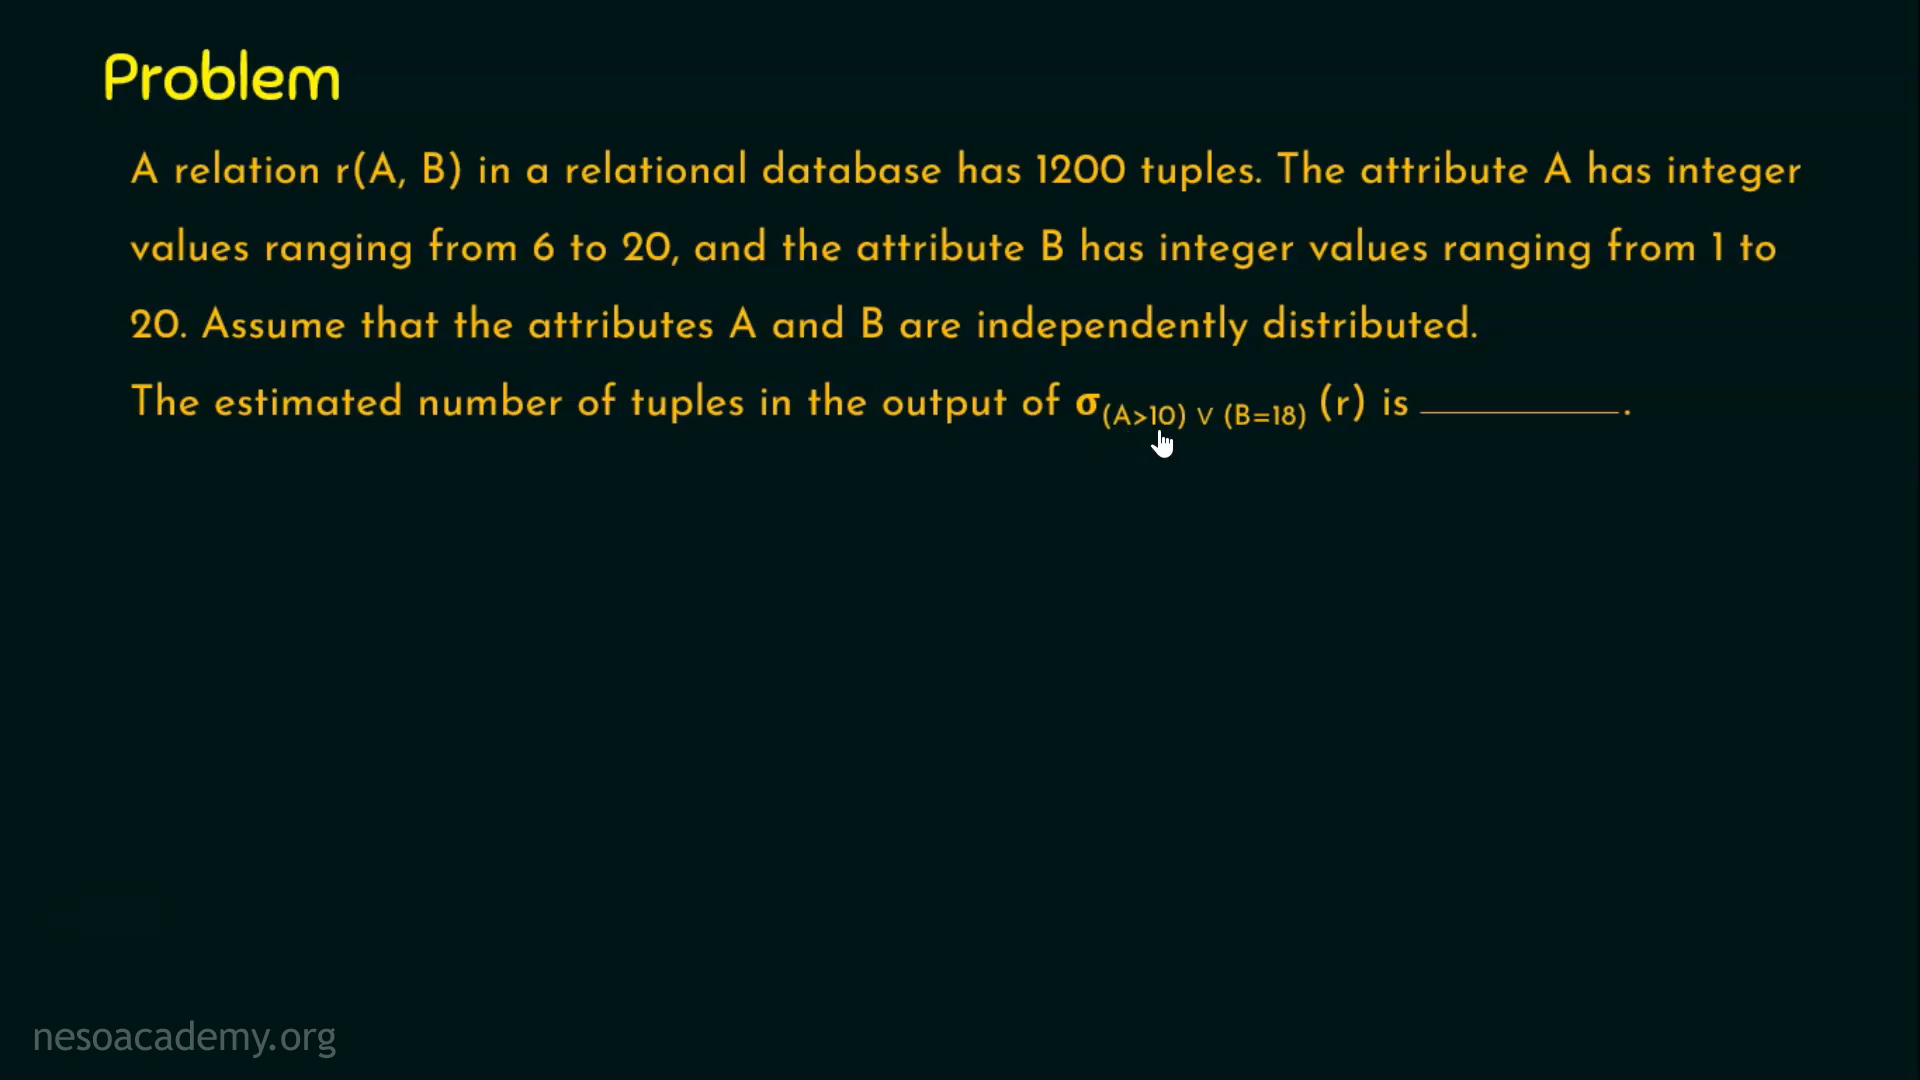 Problem
A relation r(A, B) in a relational database has 1200 tuples. The attribute A has integer
values ranging from 6 to 20, and the attribute B has integer values ranging from 1 to
20. Assume that the attributes A and B are independently distributed.
The estimated number of tuples in the output of σ(A>10) ∨ (B=18) (r) is ________.
nesoacademy.org